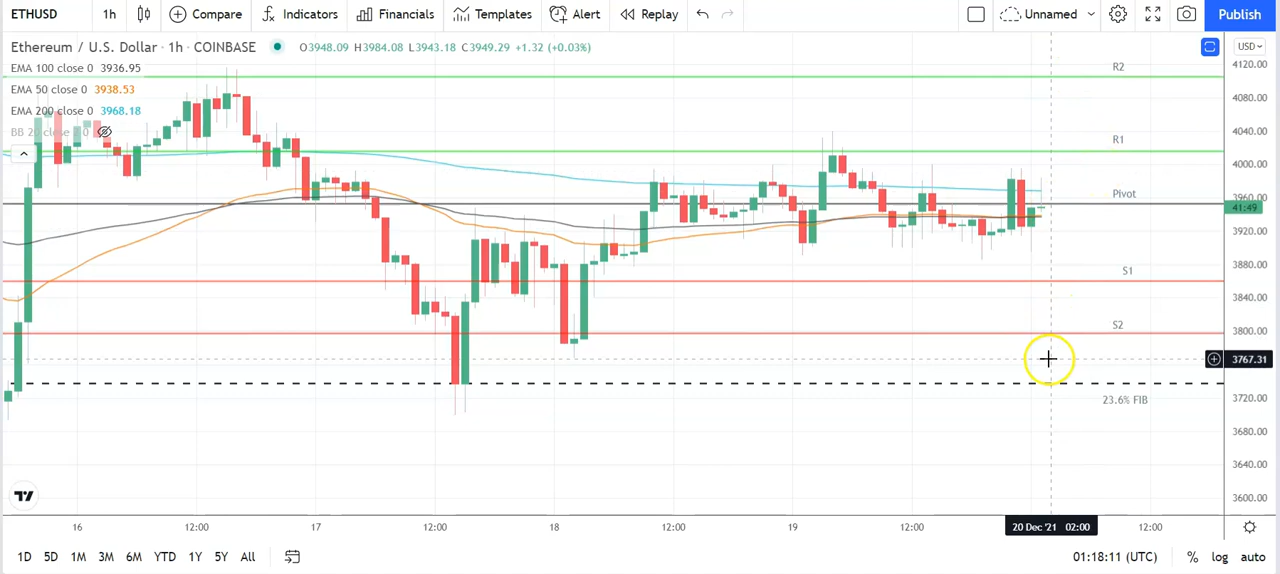 ETHUSD 1h Compare Indicators Financials Templates Alert Replay Unnamed Publish
Ethereum / U.S. Dollar · 1h · COINBASE O3948.09 H3984.08 L3943.18 C3949.29 +1.32 (+0.03%) USD
EMA 100 close 0 3936.95
EMA 50 close 0 3938.53
EMA 200 close 0 3968.18
BB 20 close 2 0
R2
R1
Pivot
S1
S2
23.6% FIB
4120.00
4080.00
4040.00
4000.00
3960.00
41:49
3920.00
3880.00
3840.00
3800.00
3767.31
3720.00
3680.00
3640.00
3600.00
16 12:00 17 12:00 18 12:00 19 12:00 20 Dec '21 02:00 12:00
1D 5D 1M 3M 6M YTD 1Y 5Y All 01:18:11 (UTC) % log auto